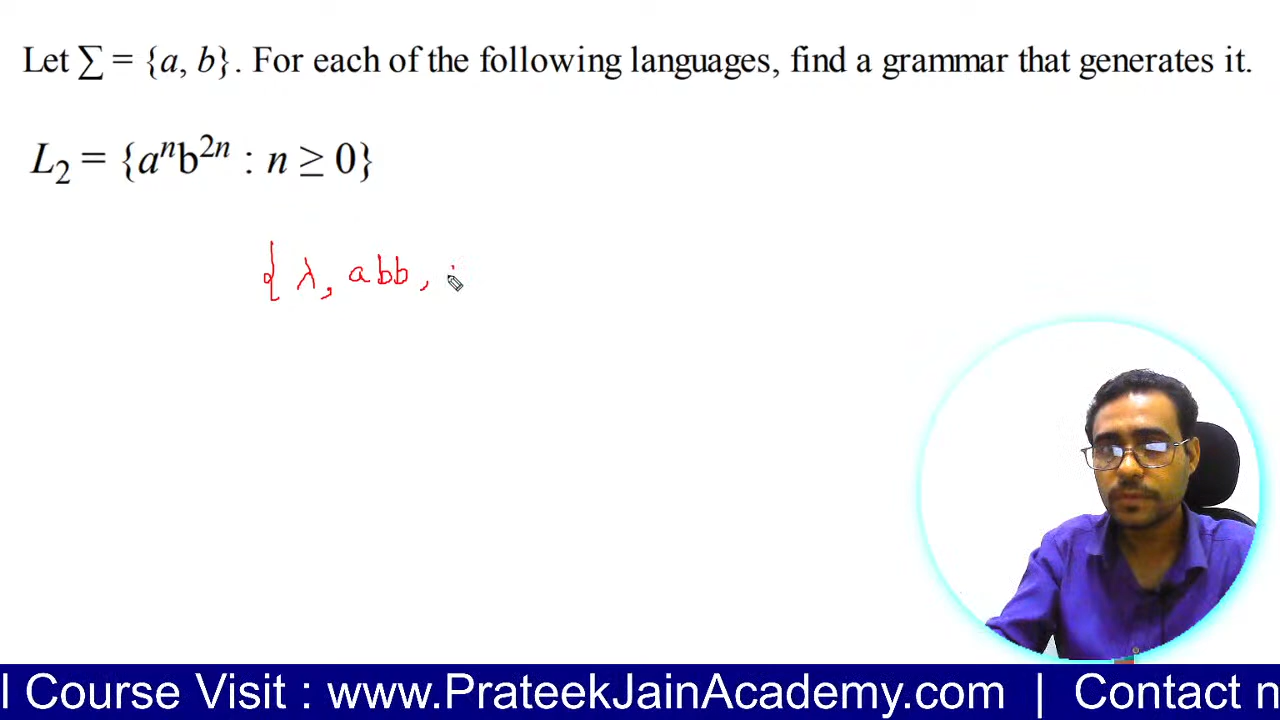 Let ∑ = {a, b}. For each of the following languages, find a grammar that generates it.
L₂ = {aⁿb²ⁿ : n ≥ 0}
{ λ, abb,
l Course Visit : www.PrateekJainAcademy.com | Contact n